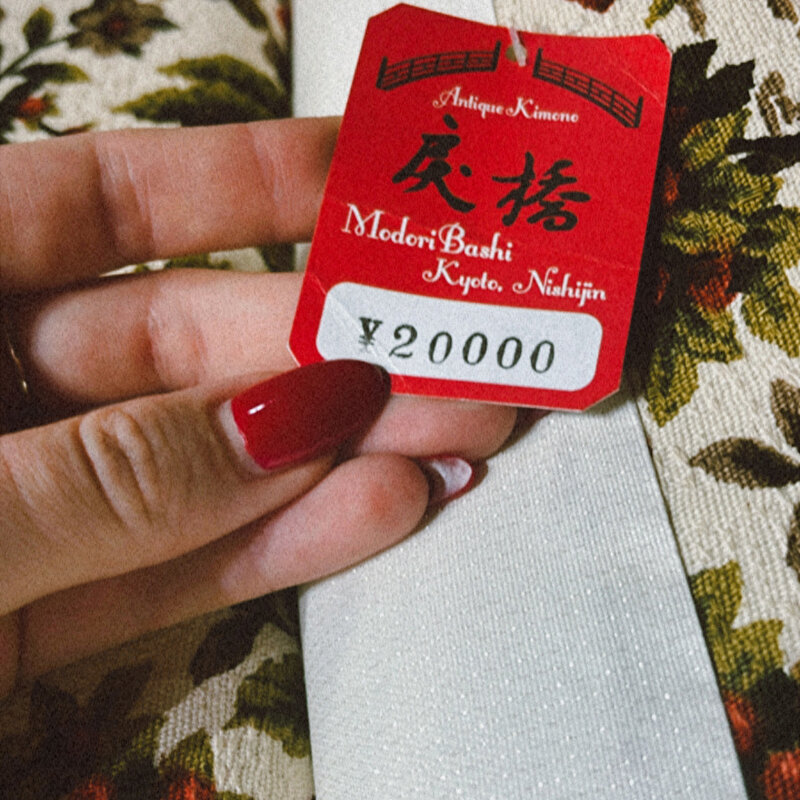 Antique Kimono
戻橋
Modori Bashi
Kyoto. Nishijin
¥20000